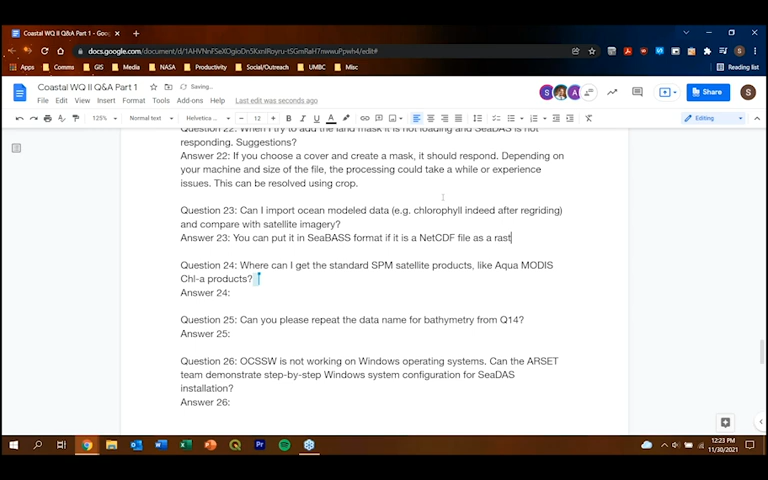 Coastal WQ II Q&A Part 1 - Goog
docs.google.com
Apps Comms GIS Media NASA Productivity Social/Outreach UMBC Misc Reading list
Coastal WQ II Q&A Part 1 Saving...
File Edit View Insert Format Tools Add-ons Help Last edit was seconds ago
S A Share S
125% Normal text Helvetica ... 12 B I U A Editing
Question 22: When I try to add the land mask it is not loading and SeaDAS is not
responding. Suggestions?
Answer 22: If you choose a cover and create a mask, it should respond. Depending on
your machine and size of the file, the processing could take a while or experience
issues. This can be resolved using crop.
Question 23: Can I import ocean modeled data (e.g. chlorophyll indeed after regriding)
and compare with satellite imagery?
Answer 23: You can put it in SeaBASS format if it is a NetCDF file as a rast
Question 24: Where can I get the standard SPM satellite products, like Aqua MODIS
Chl-a products?
Answer 24:
Question 25: Can you please repeat the data name for bathymetry from Q14?
Answer 25:
Question 26: OCSSW is not working on Windows operating systems. Can the ARSET
team demonstrate step-by-step Windows system configuration for SeaDAS
installation?
Answer 26:
12:23 PM
11/30/2021